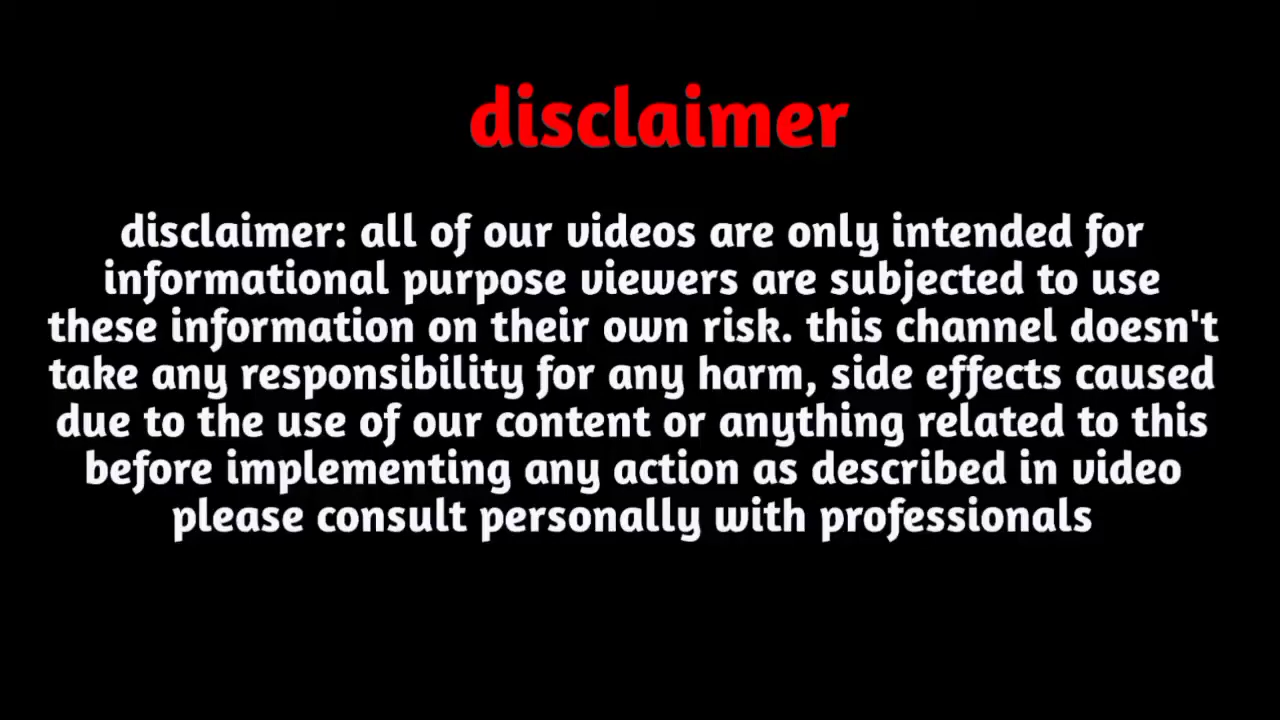 disclaimer
disclaimer: all of our videos are only intended for
informational purpose viewers are subjected to use
these information on their own risk. this channel doesn't
take any responsibility for any harm, side effects caused
due to the use of our content or anything related to this
before implementing any action as described in video
please consult personally with professionals